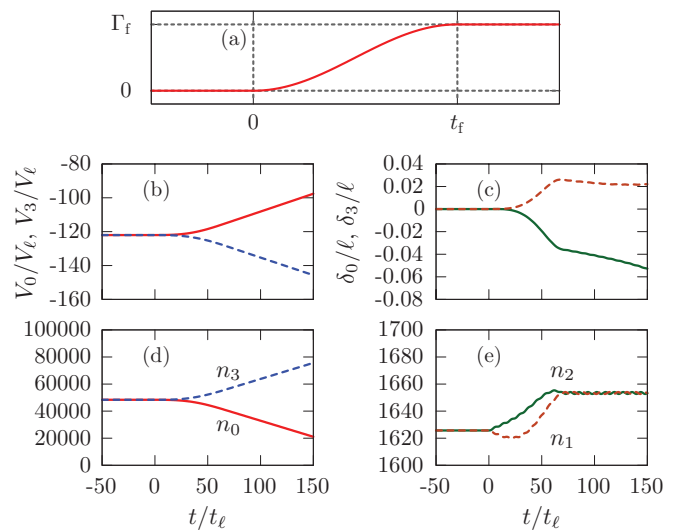 Γf
(a)
0
0
tf
-80
-100
-120
-140
-160
V0/Vℓ, V3/Vℓ
(b)
0.04
0.02
0
-0.02
-0.04
-0.06
-0.08
δ0/ℓ, δ3/ℓ
(c)
100000
80000
60000
40000
20000
0
(d)
n3
n0
-50
0
50
100
150
t/tℓ
1700
1680
1660
1640
1620
1600
(e)
n2
n1
-50
0
50
100
150
t/tℓ